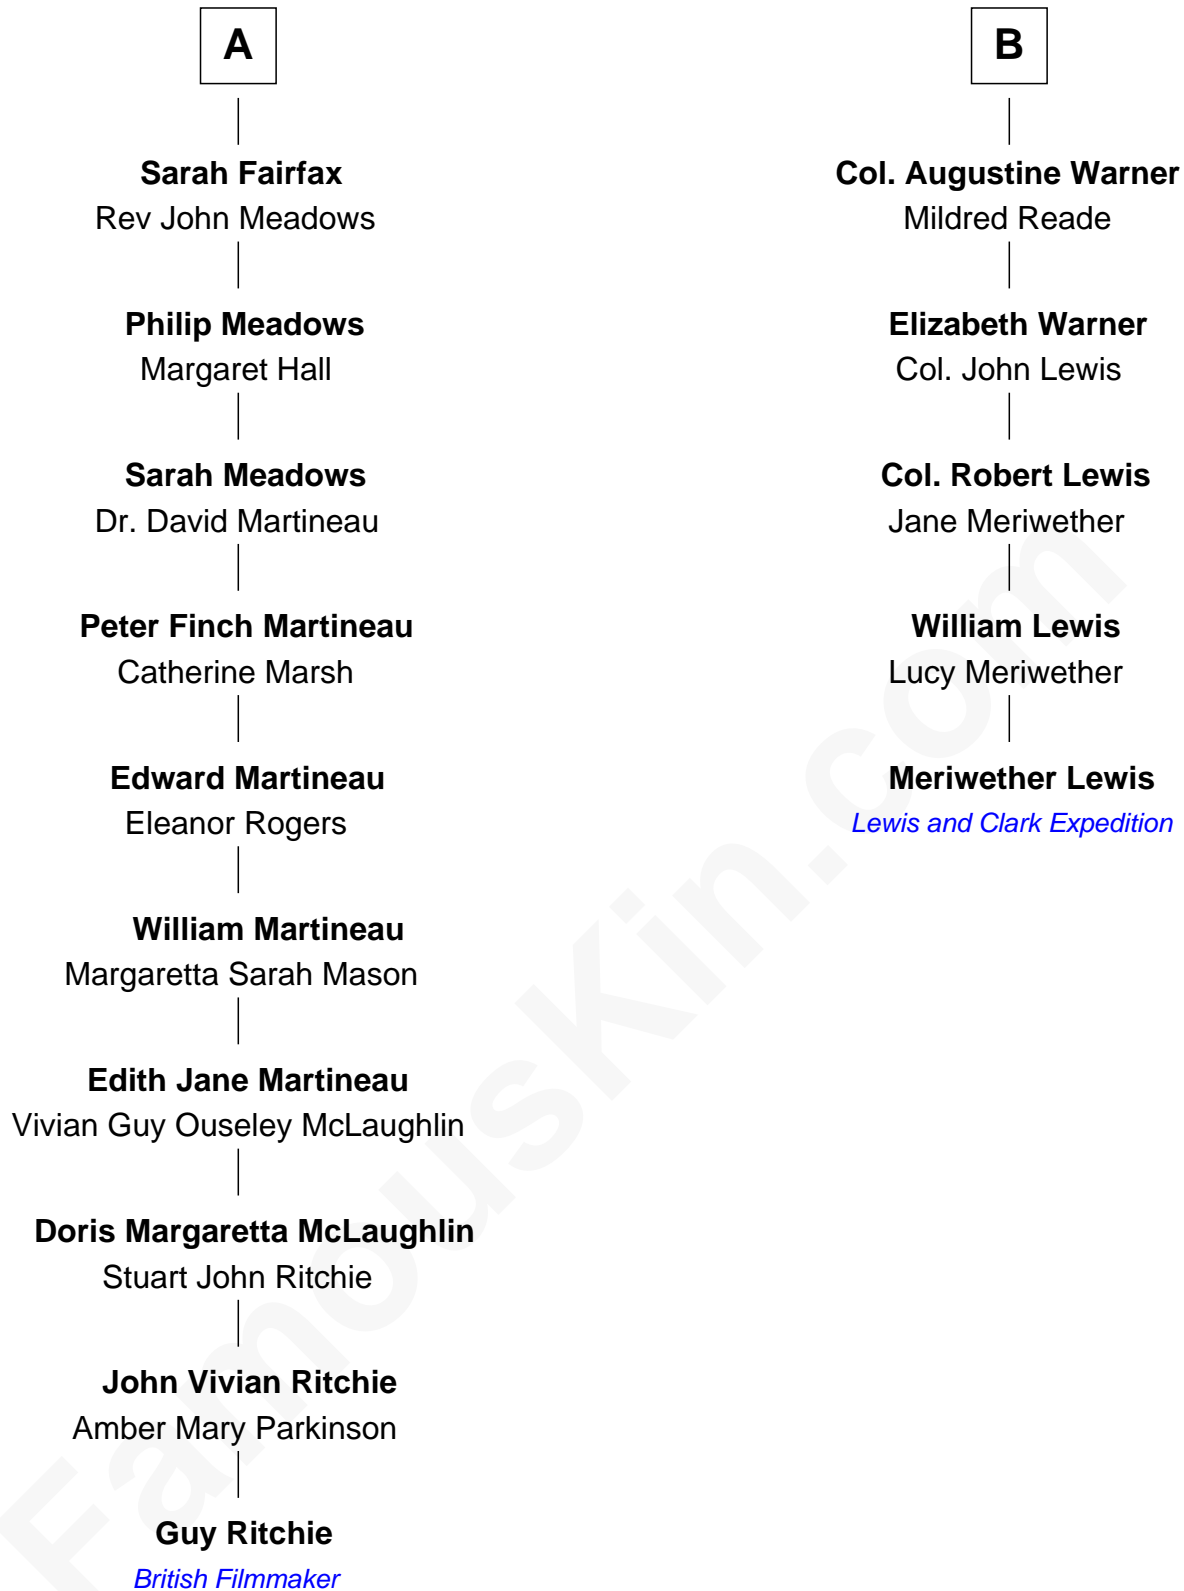 A
Sarah Fairfax
Rev John Meadows
Philip Meadows
Margaret Hall
Sarah Meadows
Dr. David Martineau
Peter Finch Martineau
Catherine Marsh
Edward Martineau
Eleanor Rogers
William Martineau
Margaretta Sarah Mason
Edith Jane Martineau
Vivian Guy Ouseley McLaughlin
Doris Margaretta McLaughlin
Stuart John Ritchie
John Vivian Ritchie
Amber Mary Parkinson
Guy Ritchie
British Filmmaker
B
Col. Augustine Warner
Mildred Reade
Elizabeth Warner
Col. John Lewis
Col. Robert Lewis
Jane Meriwether
William Lewis
Lucy Meriwether
Meriwether Lewis
Lewis and Clark Expedition
FamousKin.com